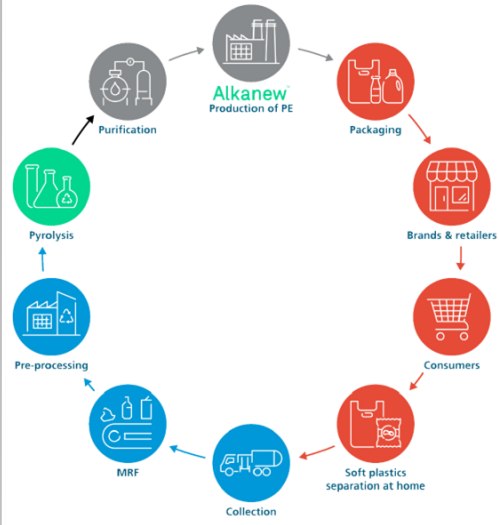 Alkanew™
Production of PE
Packaging
Brands & retailers
Consumers
Soft plastics
separation at home
Collection
MRF
Pre-processing
Pyrolysis
Purification